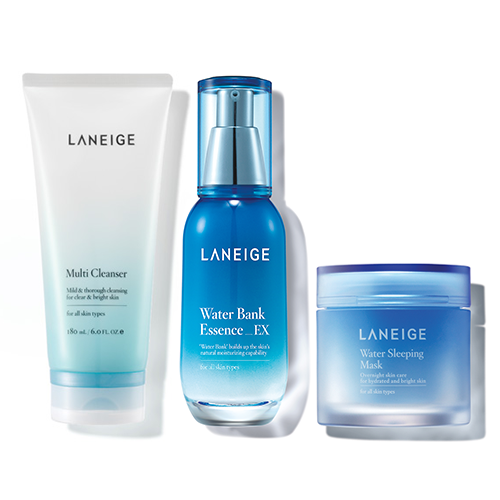 LANEIGE
Multi Cleanser
Mild & thorough cleansing
for clear & bright skin
for all skin types
180 mL / 6.0 fl. oz. e
LANEIGE
Water Bank
Essence_EX
'Water Bank' builds up the skin's
natural moisturizing capability
for all skin types
LANEIGE
Water Sleeping
Mask
Overnight skin care
for hydrated and bright skin
for all skin types